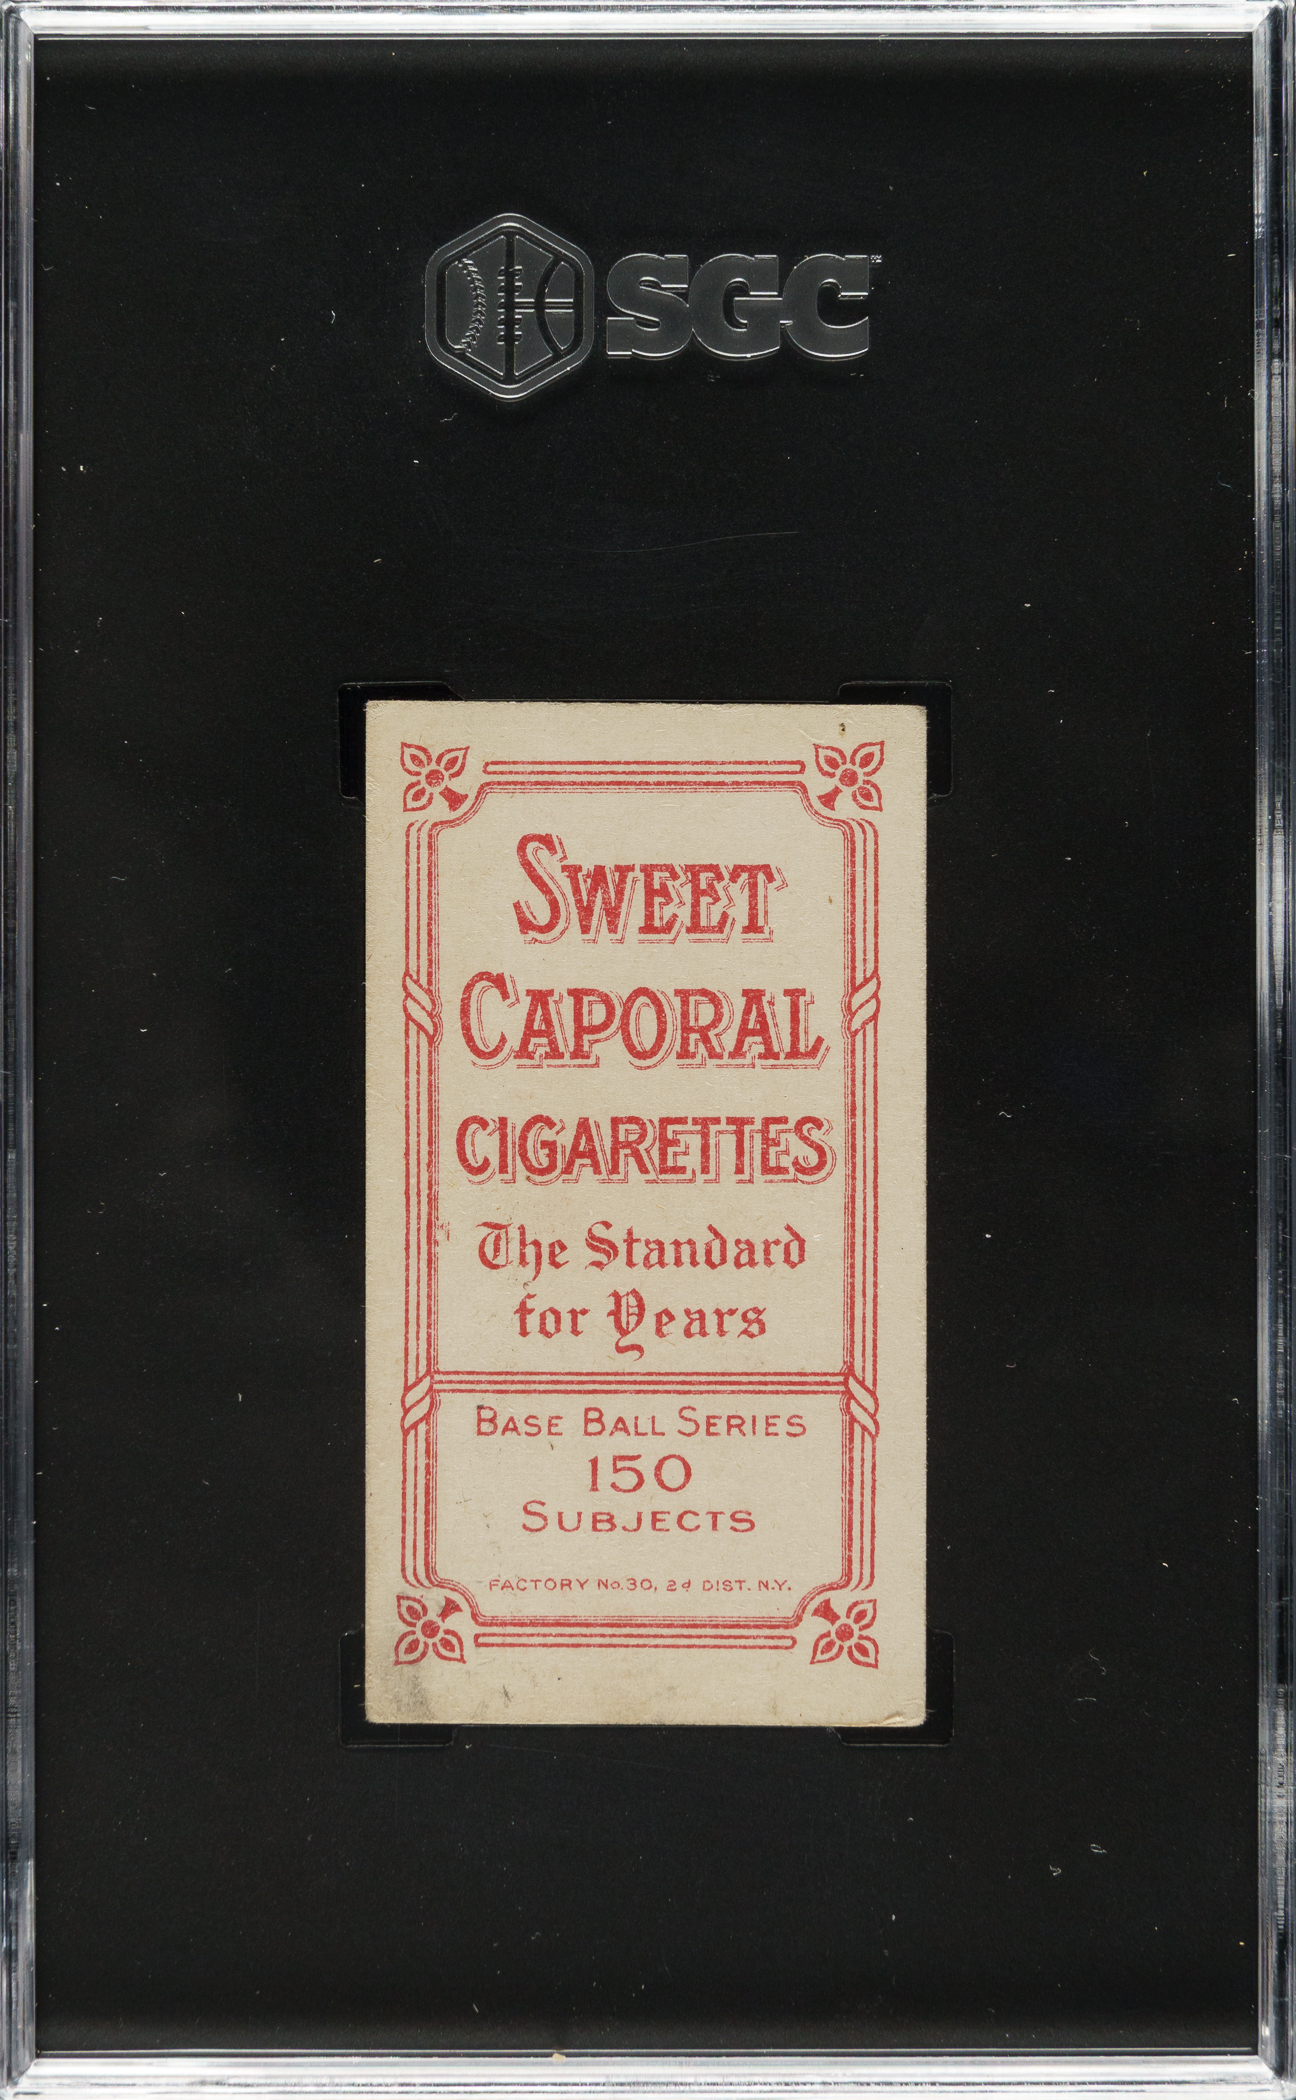 SGC
SWEET
CAPORAL
CIGARETTES
The Standard
for Years
BASE BALL SERIES
150
SUBJECTS
FACTORY No. 30, 2d DIST. N.Y.